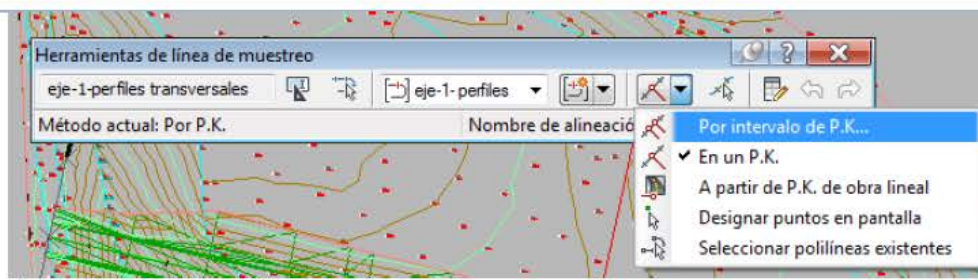 Herramientas de línea de muestreo
eje-1-perfiles transversales
eje-1- perfiles
Método actual: Por P.K.
Nombre de alineació
Por intervalo de P.K...
En un P.K.
A partir de P.K. de obra lineal
Designar puntos en pantalla
Seleccionar polilíneas existentes